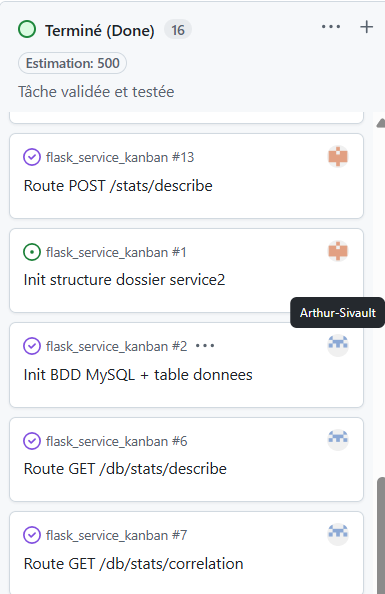 Terminé (Done) 16
Estimation: 500
Tâche validée et testée
flask_service_kanban #13
Route POST /stats/describe
flask_service_kanban #1
Init structure dossier service2
Arthur-Sivault
flask_service_kanban #2
Init BDD MySQL + table donnees
flask_service_kanban #6
Route GET /db/stats/describe
flask_service_kanban #7
Route GET /db/stats/correlation